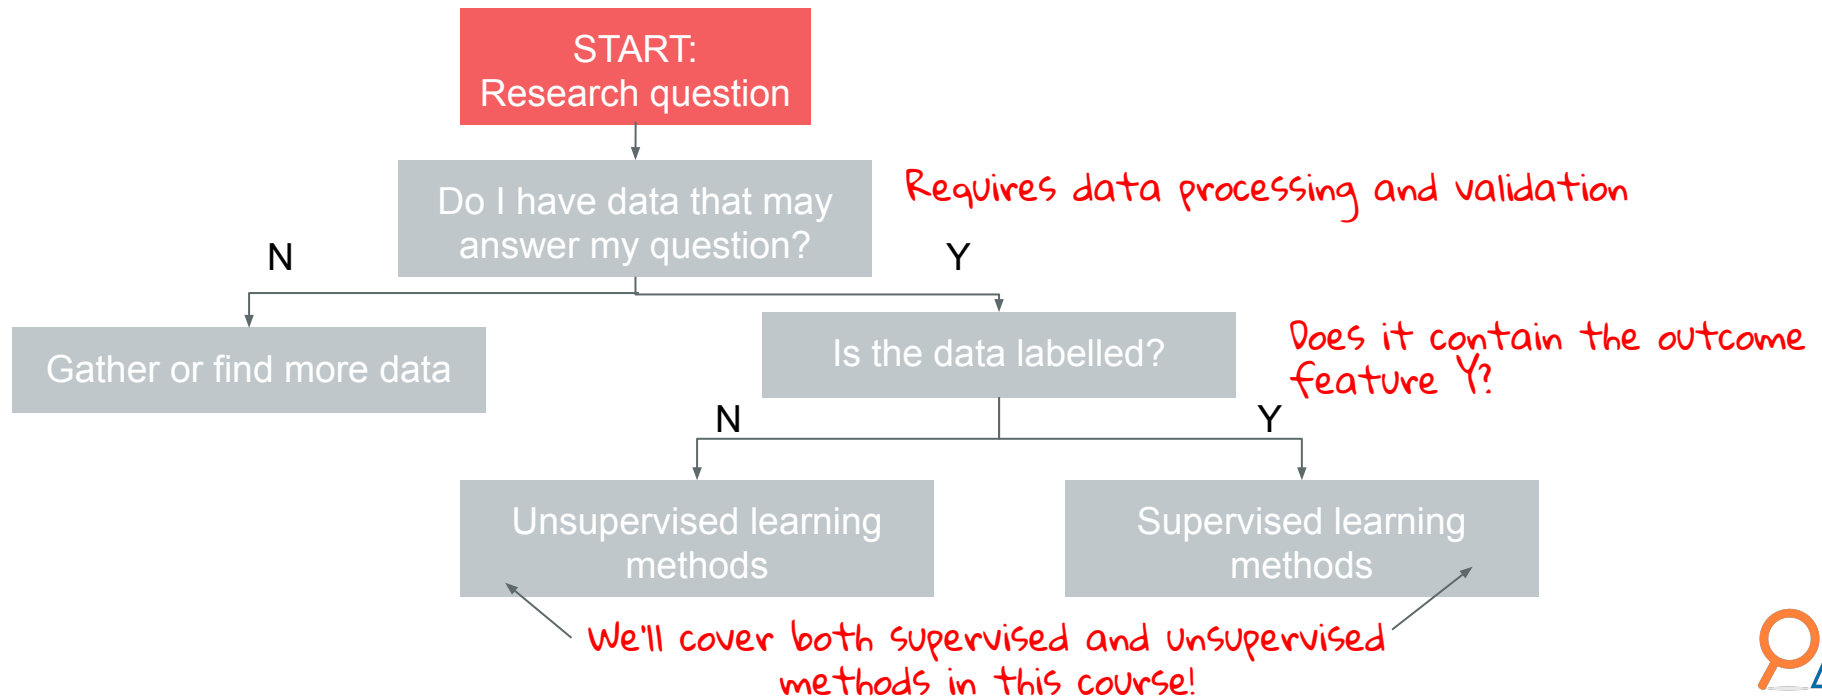 START:
Research question
Do I have data that may
answer my question?
Requires data processing and validation
N
Y
Gather or find more data
Is the data labelled?
Does it contain the outcome
feature Y?
N
Y
Unsupervised learning
methods
Supervised learning
methods
We'll cover both supervised and unsupervised
methods in this course!